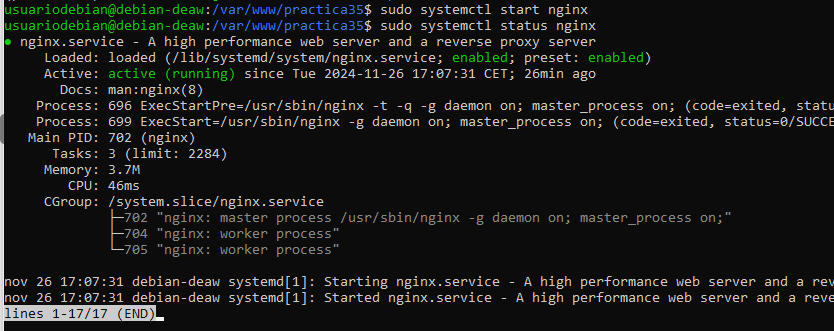 usuariodebian@debian-deaw:/var/www/practica35$ sudo systemctl start nginx
usuariodebian@debian-deaw:/var/www/practica35$ sudo systemctl status nginx
● nginx.service - A high performance web server and a reverse proxy server
Loaded: loaded (/lib/systemd/system/nginx.service; enabled; preset: enabled)
Active: active (running) since Tue 2024-11-26 17:07:31 CET; 26min ago
Docs: man:nginx(8)
Process: 696 ExecStartPre=/usr/sbin/nginx -t -q -g daemon on; master_process on; (code=exited, statu
Process: 699 ExecStart=/usr/sbin/nginx -g daemon on; master_process on; (code=exited, status=0/SUCCE
Main PID: 702 (nginx)
Tasks: 3 (limit: 2284)
Memory: 3.7M
CPU: 46ms
CGroup: /system.slice/nginx.service
├─702 "nginx: master process /usr/sbin/nginx -g daemon on; master_process on;"
├─704 "nginx: worker process"
└─705 "nginx: worker process"
nov 26 17:07:31 debian-deaw systemd[1]: Starting nginx.service - A high performance web server and a rev
nov 26 17:07:31 debian-deaw systemd[1]: Started nginx.service - A high performance web server and a reve
lines 1-17/17 (END)